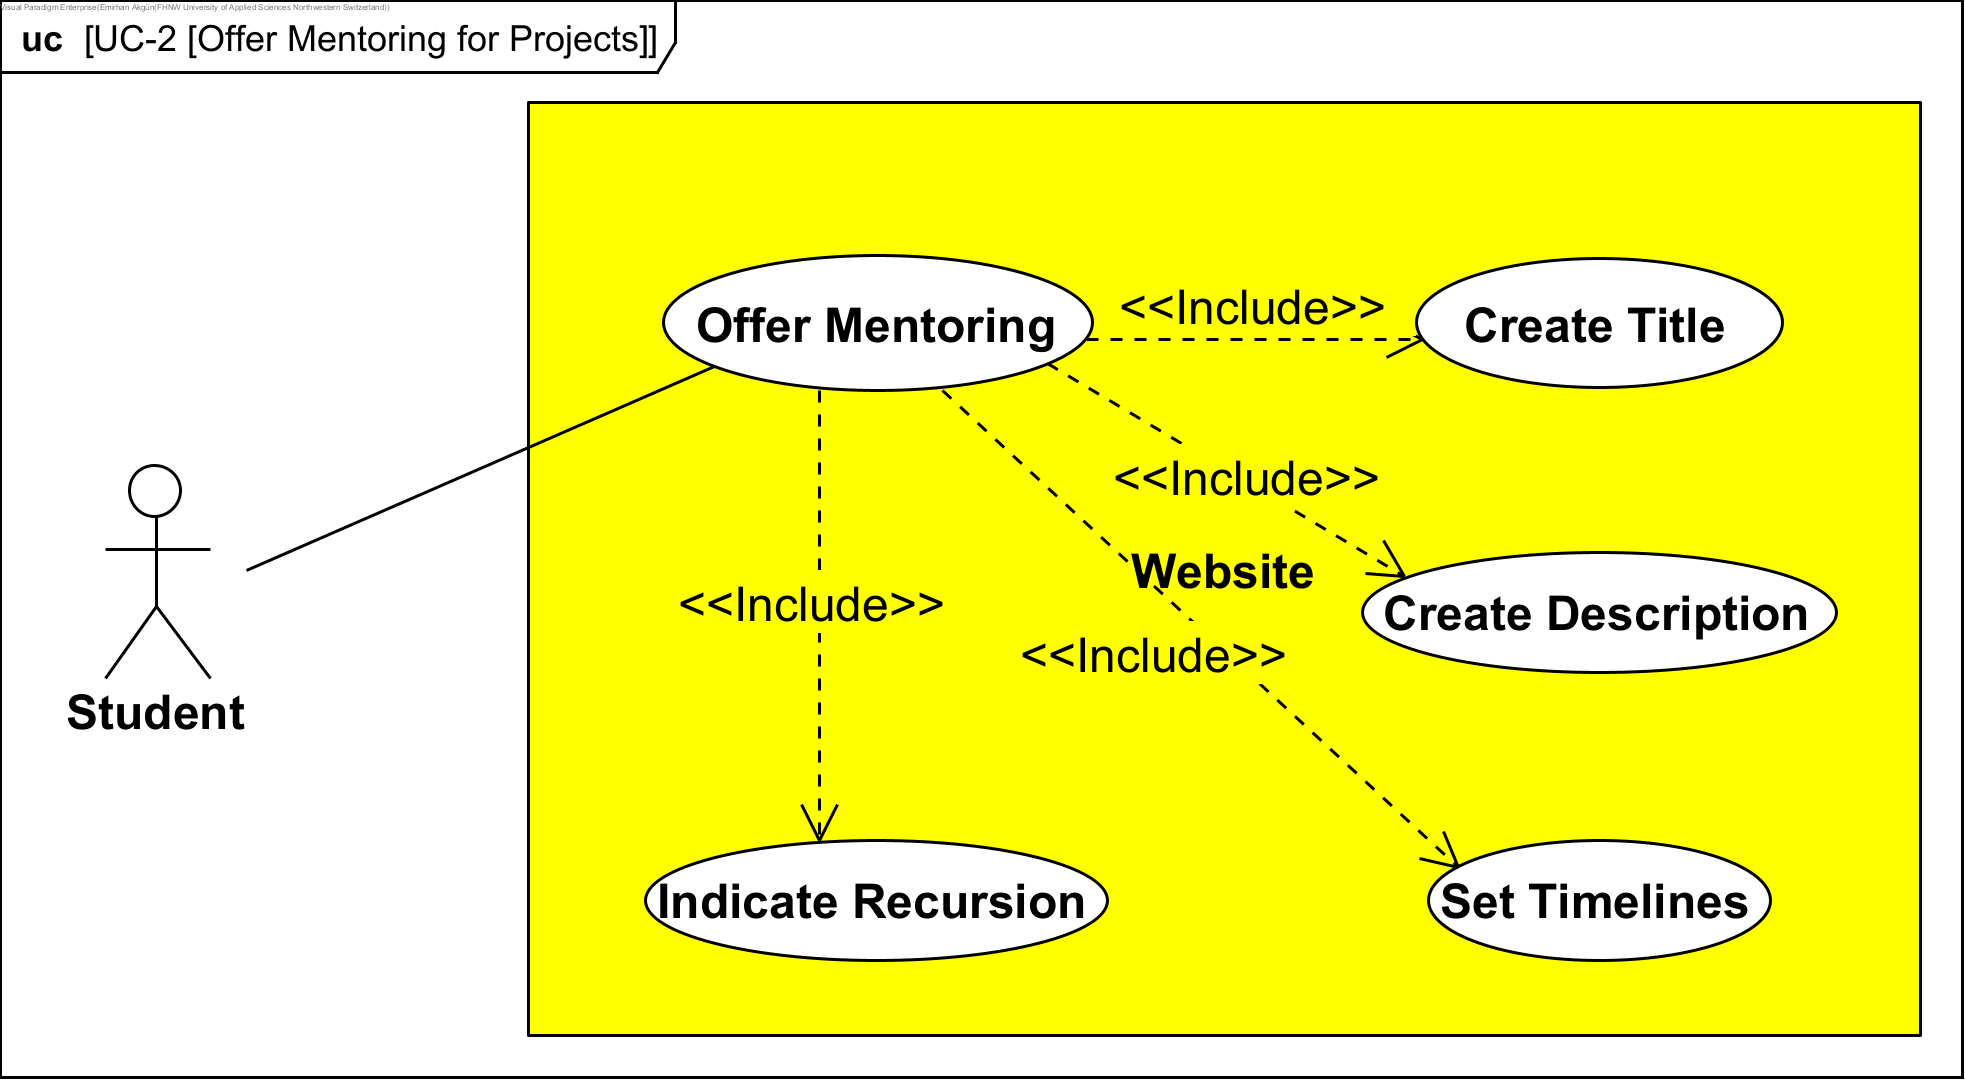 Visual Paradigm Enterprise(Emirhan Akgün(FHNW University of Applied Sciences Northwestern Switzerland))
uc [UC-2 [Offer Mentoring for Projects]]
Offer Mentoring
<<Include>>
Create Title
<<Include>>
Website
<<Include>>
Create Description
<<Include>>
Student
Indicate Recursion
Set Timelines